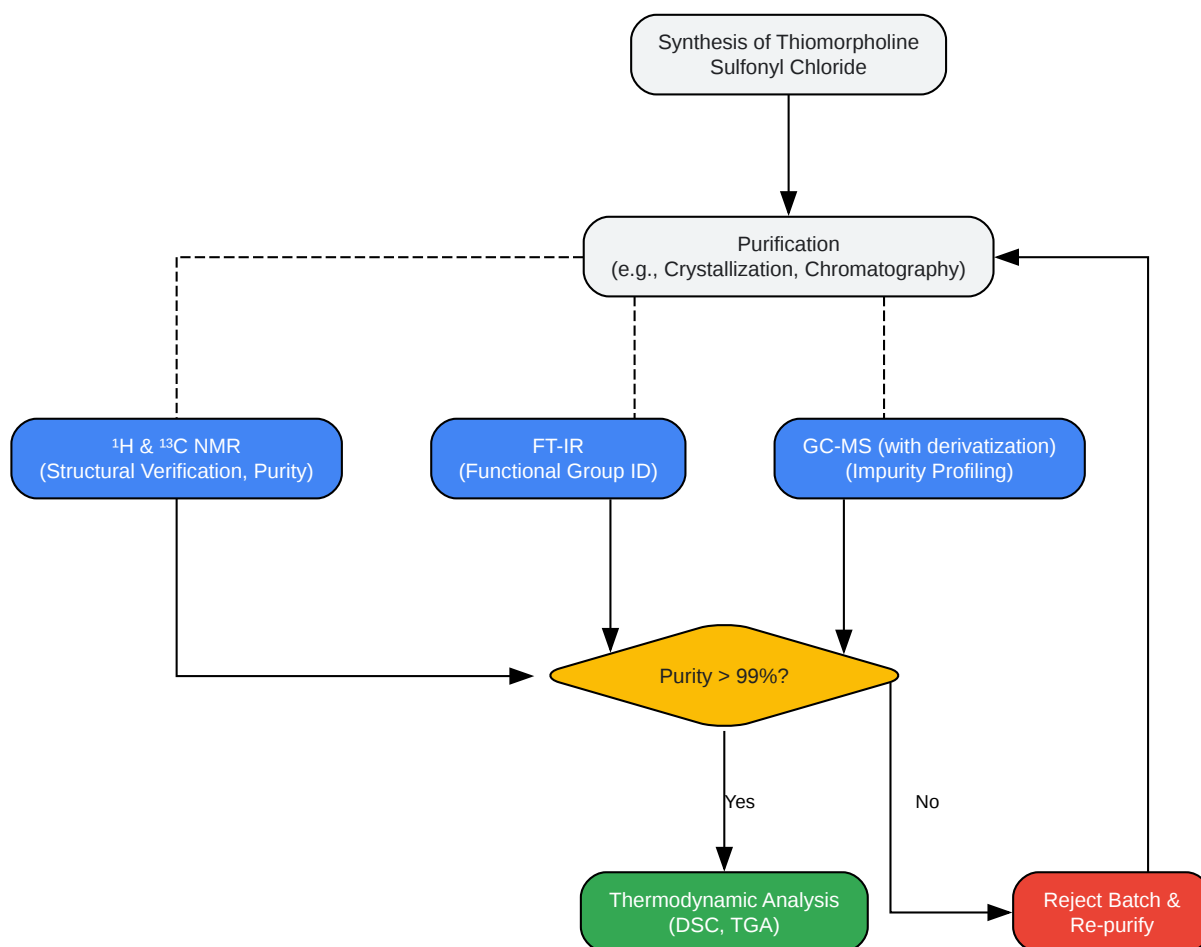 Synthesis of Thiomorpholine
Sulfonyl Chloride
Purification
(e.g., Crystallization, Chromatography)
¹H & ¹³C NMR
(Structural Verification, Purity)
FT-IR
(Functional Group ID)
GC-MS (with derivatization)
(Impurity Profiling)
Purity > 99%?
Yes
No
Thermodynamic Analysis
(DSC, TGA)
Reject Batch &
Re-purify